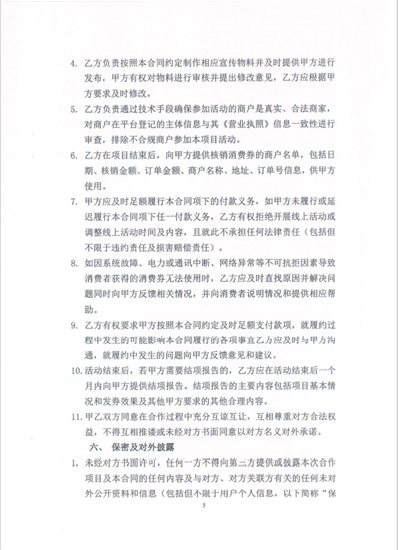 4. 乙方负责按照本合同约定制作相应宣传物料并及时提供甲方进行
发布，甲方有权对物料进行审核并提出修改意见，乙方应根据甲
方要求及时修改。
5. 乙方负责通过技术手段确保参加活动的商户是真实、合法商家，
对商户在平台登记的主体信息与其《营业执照》信息一致性进行
审查，排除不合规商户参加本项目活动。
6. 乙方在项目结束后，向甲方提供核销消费券的商户名单，包括日
期、核销金额、订单金额、商户名称、地址、订单号信息，供甲方
使用。
7. 甲方应及时足额履行本合同项下的付款义务，如甲方未履行或延
迟履行本合同项下任一付款义务，乙方有权拒绝开展线上活动或
调整线上活动时间及内容，且就此不承担任何法律责任（包括但
不限于违约责任及损害赔偿责任）。
8. 如因系统故障、电力或通讯中断、网络异常等不可抗拒因素导致
消费者获得的消费券无法使用时，乙方应及时查找原因并解决问
题同时向甲方反馈相关情况，并向消费者说明情况和提供相应帮
助。
9. 乙方有权要求甲方按照本合同约定及时足额支付款项，就履约过
程中发生的可能影响本合同履行的各项事宜乙方应及时与甲方沟
通，就履约中发生的问题向甲方反馈意见和建议。
10. 活动结束后，若甲方需要结项报告的，乙方应在活动结束后一个
月内向甲方提供结项报告。结项报告的主要内容包括项目基本情
况和发券效果及其他甲方要求的其他合理内容。
11. 甲乙双方同意在合作过程中充分互谅互让，互相尊重对方合法权
益，不得互相推诿或未经对方书面同意以对方名义对外承诺。
六、 保密及对外披露
1. 未经对方书面许可，任何一方不得向第三方提供或披露本次合作
项目及本合同的任何内容及与对方、对方关联方有关的任何未对
外公开资料和信息（包括但不限于用户个人信息，以下简称“保
5